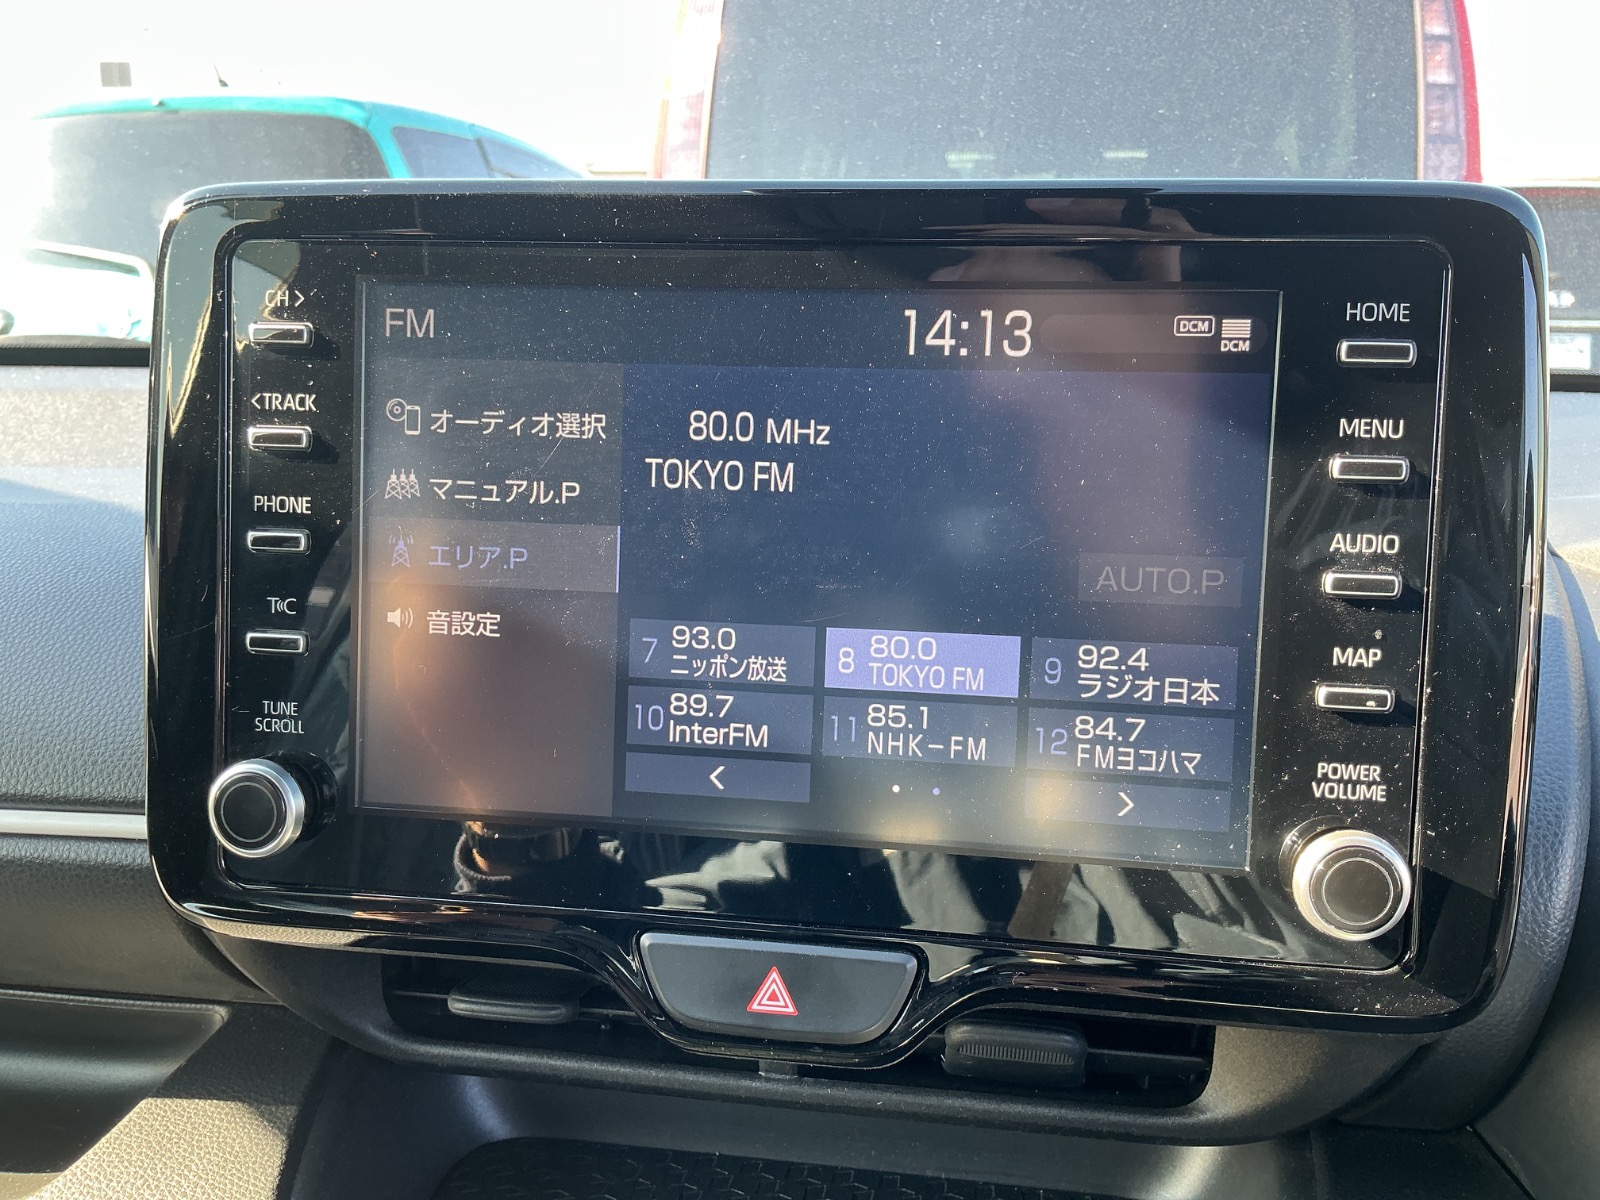 CH >
<TRACK
PHONE
T C
TUNE
SCROLL
FM
14:13
DCM
DCM
オーディオ選択
マニュアル.P
エリア.P
音設定
80.0 MHz
TOKYO FM
AUTO.P
7 93.0
ニッポン放送
8 80.0
TOKYO FM
9 92.4
ラジオ日本
10 89.7
InterFM
11 85.1
NHK-FM
12 84.7
FMヨコハマ
<
>
HOME
MENU
AUDIO
MAP
POWER
VOLUME